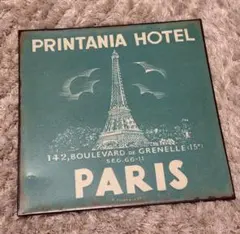 PRINTANIA HOTEL
142, BOULEVARD DE GRENELLE (15e)
PARIS